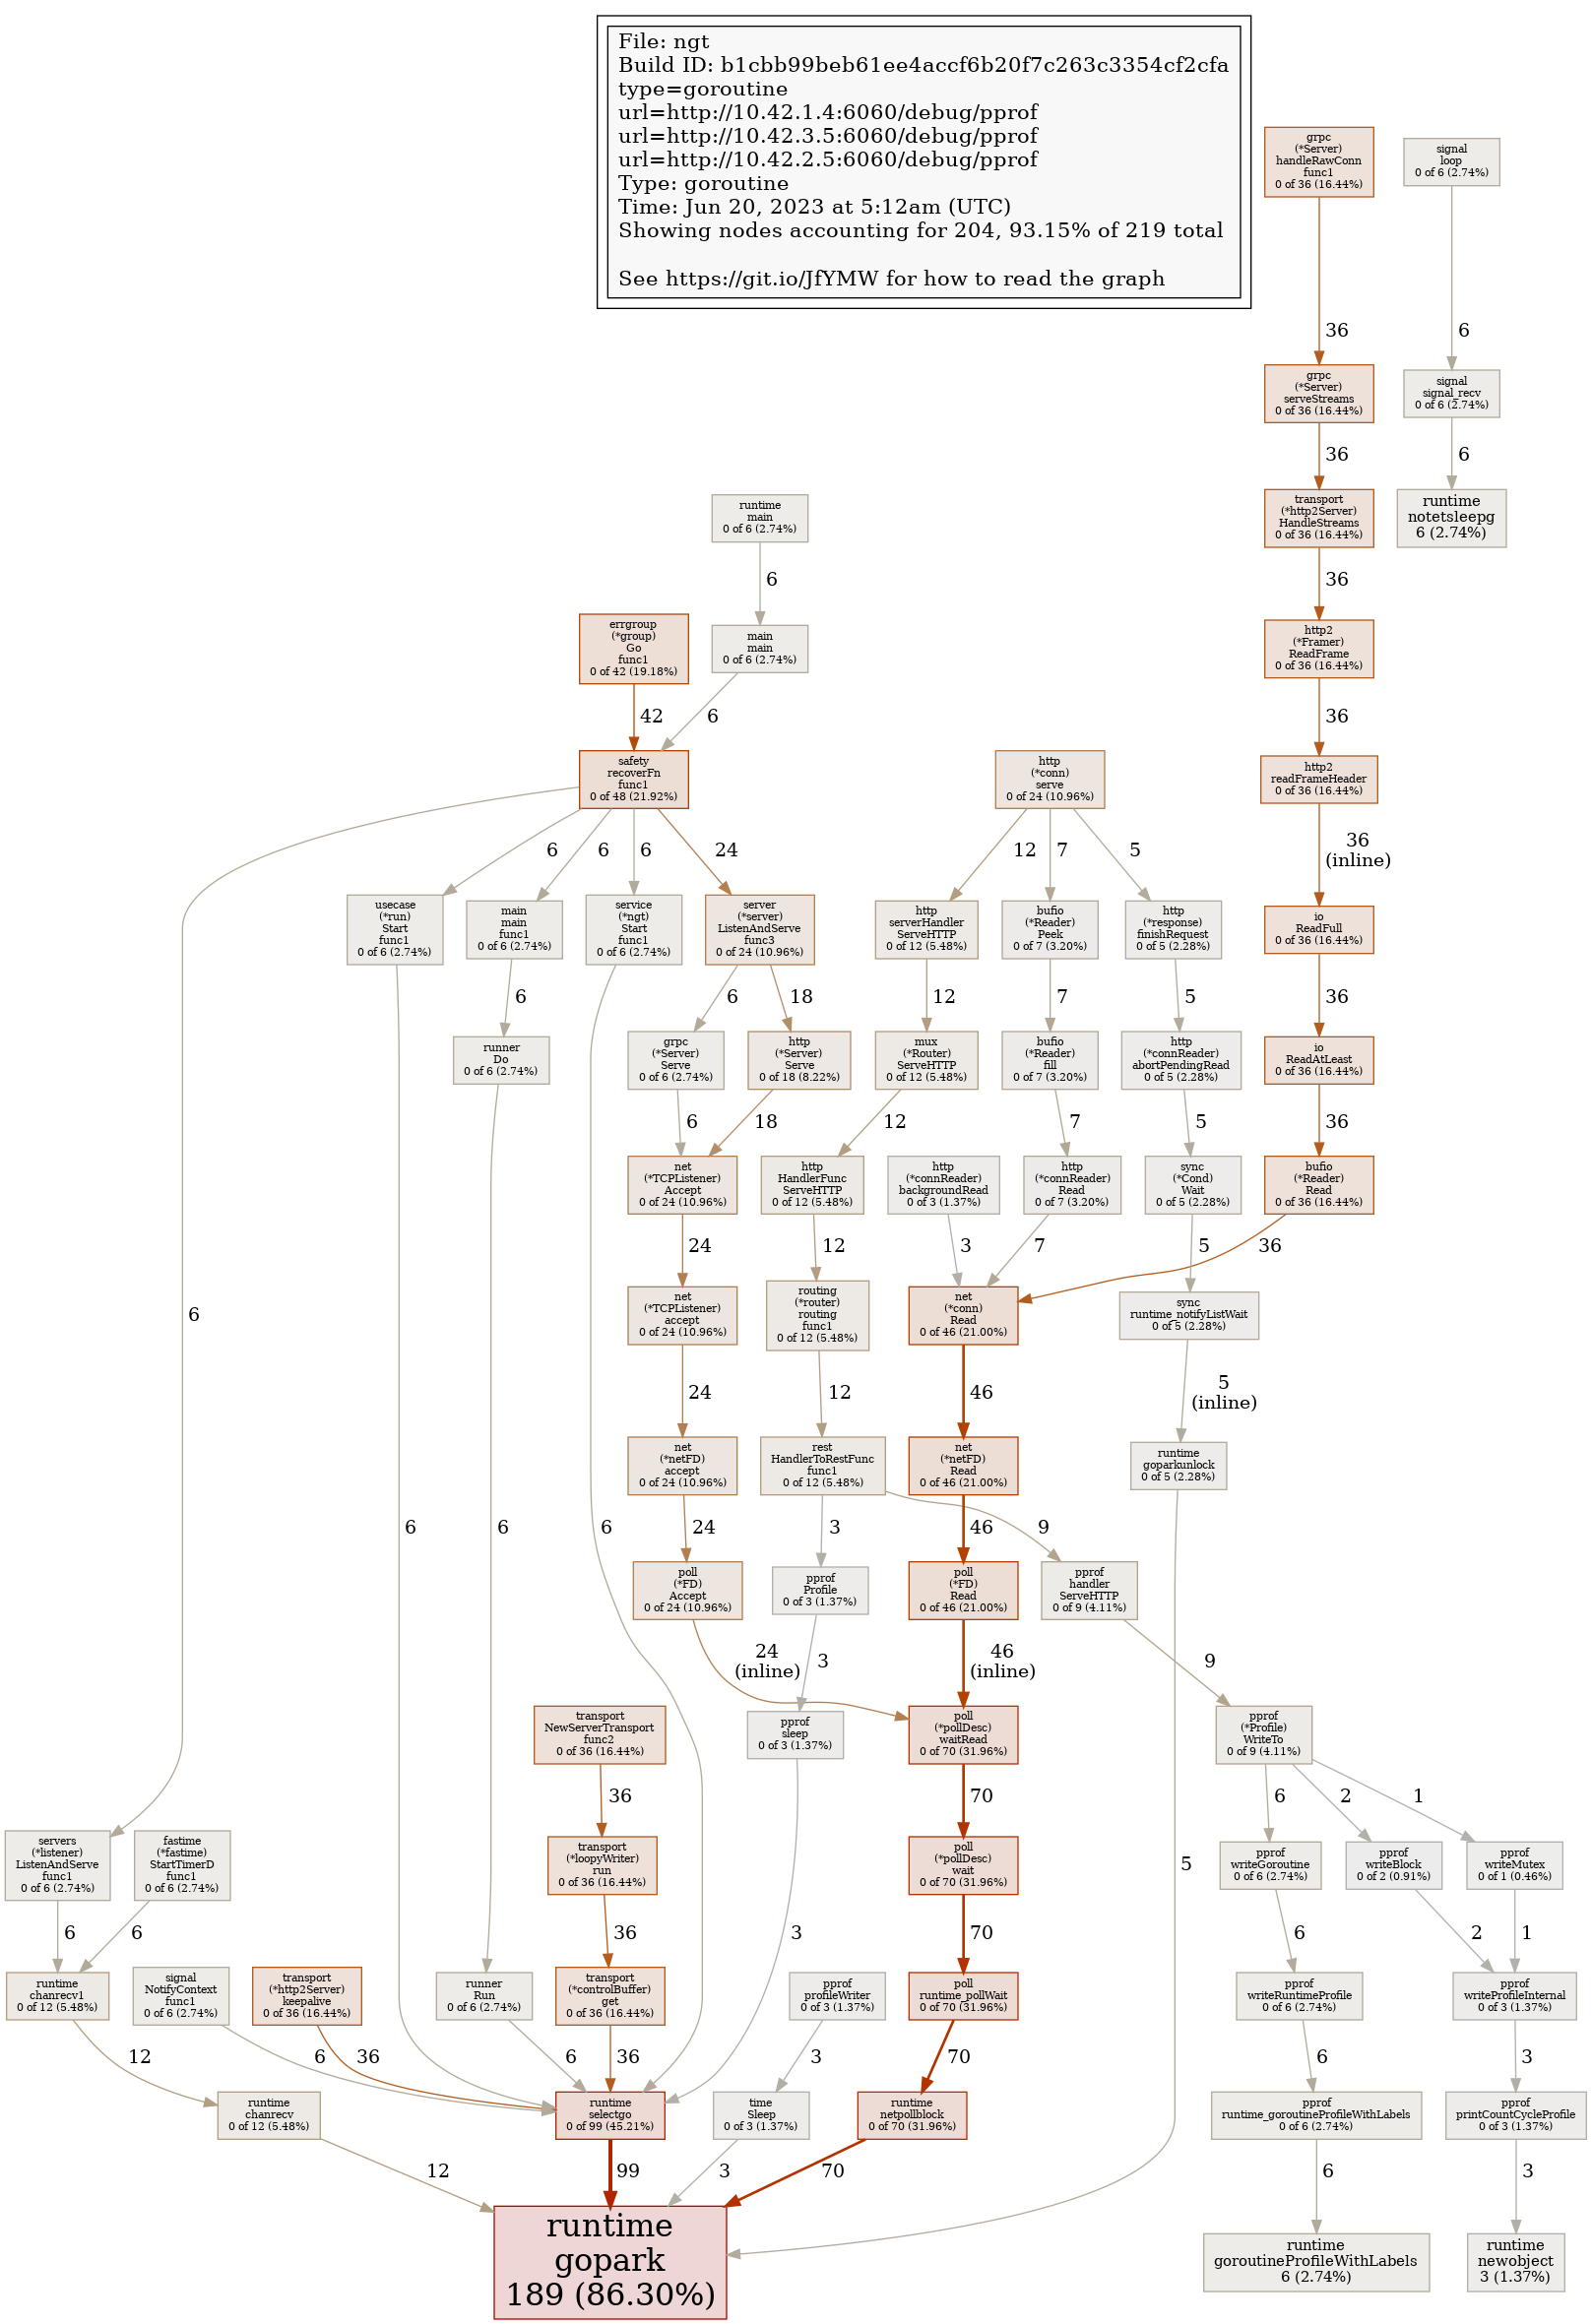 File: ngt
Build ID: b1cbb99beb61ee4accf6b20f7c263c3354cf2cfa
type=goroutine
url=http://10.42.1.4:6060/debug/pprof
url=http://10.42.3.5:6060/debug/pprof
url=http://10.42.2.5:6060/debug/pprof
Type: goroutine
Time: Jun 20, 2023 at 5:12am (UTC)
Showing nodes accounting for 204, 93.15% of 219 total
See https://git.io/JfYMW for how to read the graph
grpc
(*Server)
handleRawConn
func1
0 of 36 (16.44%)
signal
loop
0 of 6 (2.74%)
36
6
grpc
(*Server)
serveStreams
0 of 36 (16.44%)
signal
signal_recv
0 of 6 (2.74%)
36
6
runtime
main
0 of 6 (2.74%)
transport
(*http2Server)
HandleStreams
0 of 36 (16.44%)
runtime
notetsleepg
6 (2.74%)
6
36
errgroup
(*group)
Go
func1
0 of 42 (19.18%)
main
main
0 of 6 (2.74%)
http2
(*Framer)
ReadFrame
0 of 36 (16.44%)
42
6
36
safety
recoverFn
func1
0 of 48 (21.92%)
http
(*conn)
serve
0 of 24 (10.96%)
http2
readFrameHeader
0 of 36 (16.44%)
6
6
6
24
12
7
5
36
(inline)
usecase
(*run)
Start
func1
0 of 6 (2.74%)
main
main
func1
0 of 6 (2.74%)
service
(*ngt)
Start
func1
0 of 6 (2.74%)
server
(*server)
ListenAndServe
func3
0 of 24 (10.96%)
http
serverHandler
ServeHTTP
0 of 12 (5.48%)
bufio
(*Reader)
Peek
0 of 7 (3.20%)
http
(*response)
finishRequest
0 of 5 (2.28%)
io
ReadFull
0 of 36 (16.44%)
6
6
18
12
7
5
36
runner
Do
0 of 6 (2.74%)
grpc
(*Server)
Serve
0 of 6 (2.74%)
http
(*Server)
Serve
0 of 18 (8.22%)
mux
(*Router)
ServeHTTP
0 of 12 (5.48%)
bufio
(*Reader)
fill
0 of 7 (3.20%)
http
(*connReader)
abortPendingRead
0 of 5 (2.28%)
io
ReadAtLeast
0 of 36 (16.44%)
6
18
12
7
5
36
net
(*TCPListener)
Accept
0 of 24 (10.96%)
http
HandlerFunc
ServeHTTP
0 of 12 (5.48%)
http
(*connReader)
backgroundRead
0 of 3 (1.37%)
http
(*connReader)
Read
0 of 7 (3.20%)
sync
(*Cond)
Wait
0 of 5 (2.28%)
bufio
(*Reader)
Read
0 of 36 (16.44%)
24
12
3
7
5
36
6
net
(*TCPListener)
accept
0 of 24 (10.96%)
routing
(*router)
routing
func1
0 of 12 (5.48%)
net
(*conn)
Read
0 of 46 (21.00%)
sync
runtime_notifyListWait
0 of 5 (2.28%)
24
12
46
5
(inline)
net
(*netFD)
accept
0 of 24 (10.96%)
rest
HandlerToRestFunc
func1
0 of 12 (5.48%)
net
(*netFD)
Read
0 of 46 (21.00%)
runtime
goparkunlock
0 of 5 (2.28%)
6
6
6
24
3
46
9
poll
(*FD)
Accept
0 of 24 (10.96%)
pprof
Profile
0 of 3 (1.37%)
poll
(*FD)
Read
0 of 46 (21.00%)
pprof
handler
ServeHTTP
0 of 9 (4.11%)
24
(inline)
3
46
(inline)
9
transport
NewServerTransport
func2
0 of 36 (16.44%)
pprof
sleep
0 of 3 (1.37%)
poll
(*pollDesc)
waitRead
0 of 70 (31.96%)
pprof
(*Profile)
WriteTo
0 of 9 (4.11%)
36
70
6
2
1
servers
(*listener)
ListenAndServe
func1
0 of 6 (2.74%)
fastime
(*fastime)
StartTimerD
func1
0 of 6 (2.74%)
transport
(*loopyWriter)
run
0 of 36 (16.44%)
poll
(*pollDesc)
wait
0 of 70 (31.96%)
5
pprof
writeGoroutine
0 of 6 (2.74%)
pprof
writeBlock
0 of 2 (0.91%)
pprof
writeMutex
0 of 1 (0.46%)
6
6
36
3
70
6
2
1
runtime
chanrecv1
0 of 12 (5.48%)
signal
NotifyContext
func1
0 of 6 (2.74%)
transport
(*http2Server)
keepalive
0 of 36 (16.44%)
runner
Run
0 of 6 (2.74%)
transport
(*controlBuffer)
get
0 of 36 (16.44%)
pprof
profileWriter
0 of 3 (1.37%)
poll
runtime_pollWait
0 of 70 (31.96%)
pprof
writeRuntimeProfile
0 of 6 (2.74%)
pprof
writeProfileInternal
0 of 3 (1.37%)
12
6
36
6
36
3
70
6
3
runtime
chanrecv
0 of 12 (5.48%)
runtime
selectgo
0 of 99 (45.21%)
time
Sleep
0 of 3 (1.37%)
runtime
netpollblock
0 of 70 (31.96%)
pprof
runtime_goroutineProfileWithLabels
0 of 6 (2.74%)
pprof
printCountCycleProfile
0 of 3 (1.37%)
12
99
3
70
6
3
runtime
gopark
189 (86.30%)
runtime
goroutineProfileWithLabels
6 (2.74%)
runtime
newobject
3 (1.37%)